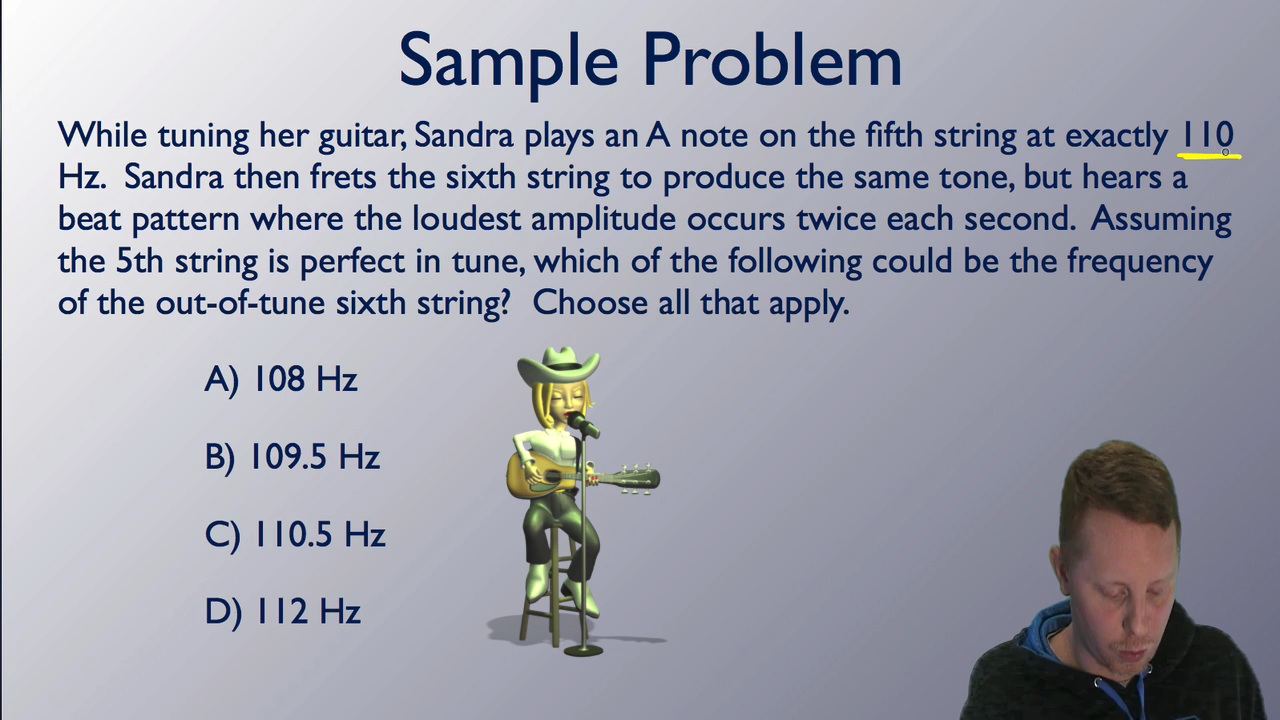 Sample Problem
While tuning her guitar, Sandra plays an A note on the fifth string at exactly 110
Hz. Sandra then frets the sixth string to produce the same tone, but hears a
beat pattern where the loudest amplitude occurs twice each second. Assuming
the 5th string is perfect in tune, which of the following could be the frequency
of the out-of-tune sixth string? Choose all that apply.
A) 108 Hz
B) 109.5 Hz
C) 110.5 Hz
D) 112 Hz